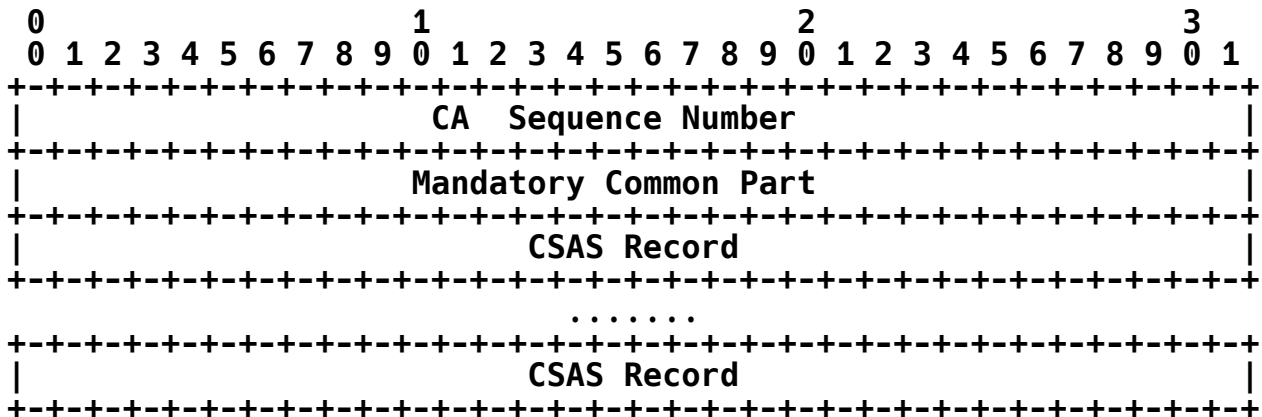 0                   1                   2                   3
 0 1 2 3 4 5 6 7 8 9 0 1 2 3 4 5 6 7 8 9 0 1 2 3 4 5 6 7 8 9 0 1
+-+-+-+-+-+-+-+-+-+-+-+-+-+-+-+-+-+-+-+-+-+-+-+-+-+-+-+-+-+-+-+-+
|                     CA  Sequence Number                       |
+-+-+-+-+-+-+-+-+-+-+-+-+-+-+-+-+-+-+-+-+-+-+-+-+-+-+-+-+-+-+-+-+
|                    Mandatory Common Part                      |
+-+-+-+-+-+-+-+-+-+-+-+-+-+-+-+-+-+-+-+-+-+-+-+-+-+-+-+-+-+-+-+-+
|                          CSAS Record                          |
+-+-+-+-+-+-+-+-+-+-+-+-+-+-+-+-+-+-+-+-+-+-+-+-+-+-+-+-+-+-+-+-+
                             .......
+-+-+-+-+-+-+-+-+-+-+-+-+-+-+-+-+-+-+-+-+-+-+-+-+-+-+-+-+-+-+-+-+
|                          CSAS Record                          |
+-+-+-+-+-+-+-+-+-+-+-+-+-+-+-+-+-+-+-+-+-+-+-+-+-+-+-+-+-+-+-+-+